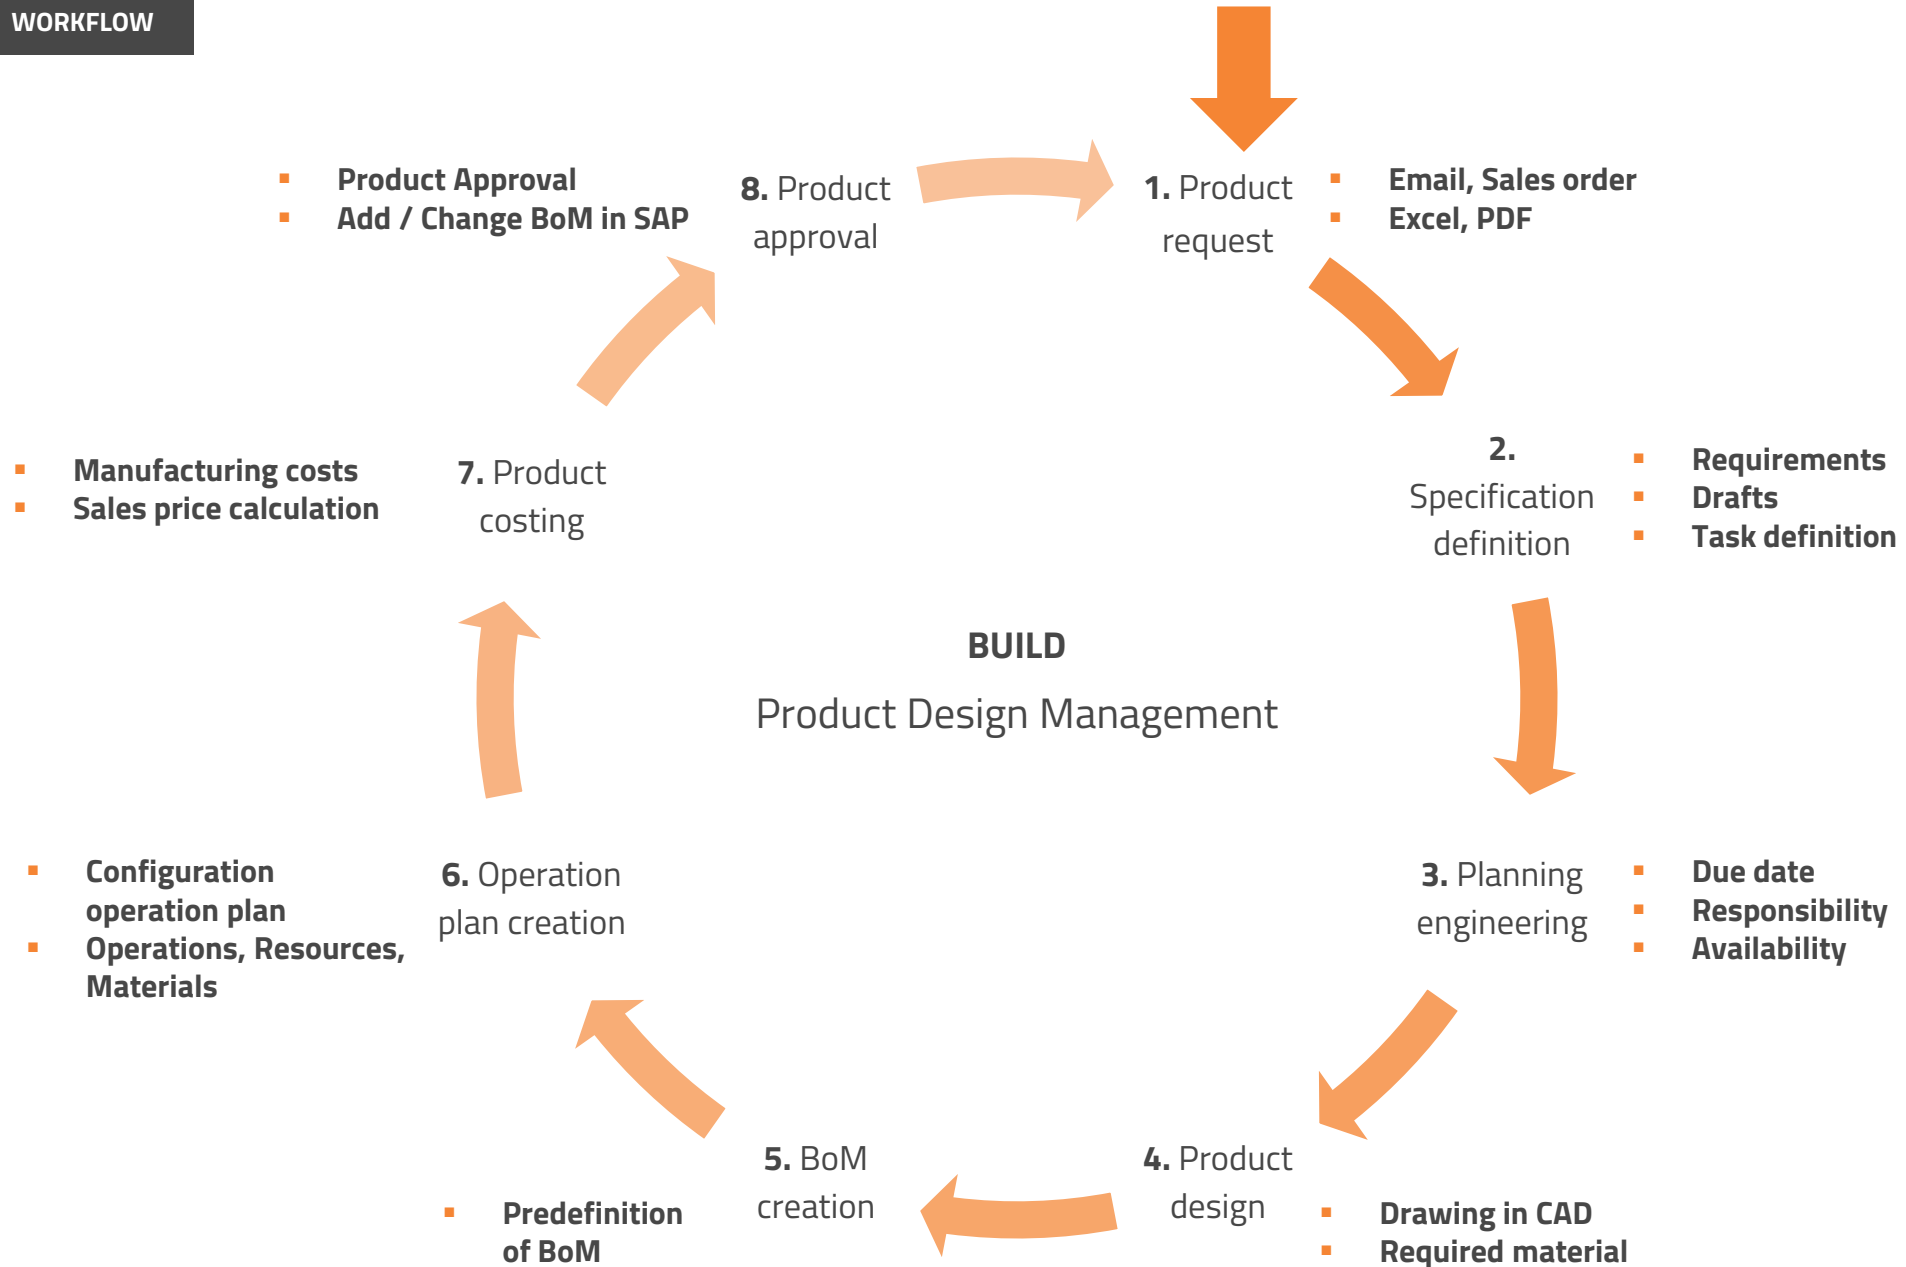 WORKFLOW
1. Product
request
Email, Sales order
Excel, PDF
2.
Specification
definition
Requirements
Drafts
Task definition
3. Planning
engineering
Due date
Responsibility
Availability
4. Product
design
Drawing in CAD
Required material
5. BoM
creation
Predefinition
of BoM
6. Operation
plan creation
Configuration
operation plan
Operations, Resources,
Materials
7. Product
costing
Manufacturing costs
Sales price calculation
8. Product
approval
Product Approval
Add / Change BoM in SAP
BUILD
Product Design Management